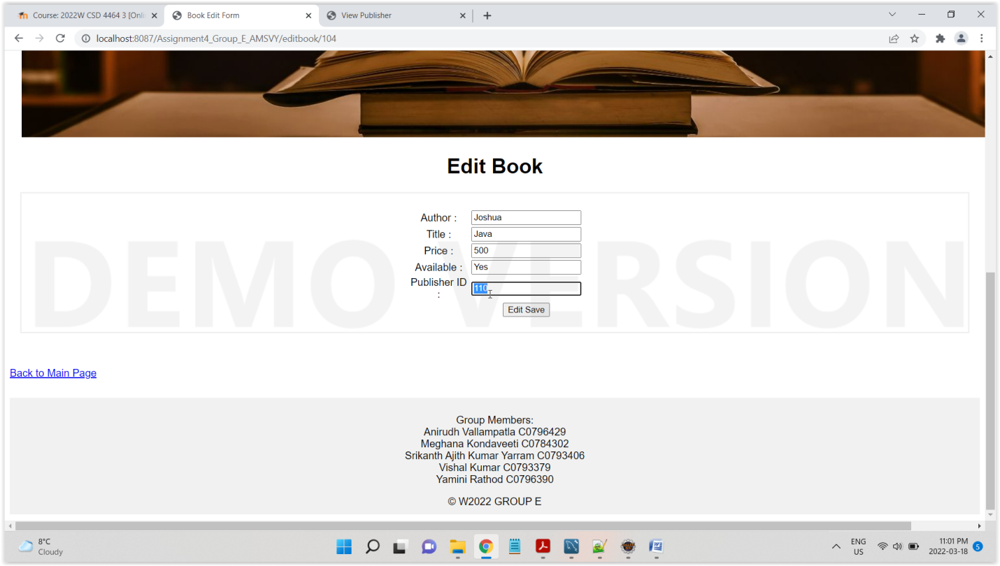 Course: 2022W CSD 4464 3 [Onli
Book Edit Form
View Publisher
localhost:8087/Assignment4_Group_E_AMSVY/editbook/104
Edit Book
Author : Joshua
Title : Java
Price : 500
Available : Yes
Publisher ID : 110
Edit Save
DEMO VERSION
Back to Main Page
Group Members:
Anirudh Vallampatla C0796429
Meghana Kondaveeti C0784302
Srikanth Ajith Kumar Yarram C0793406
Vishal Kumar C0793379
Yamini Rathod C0796390
© W2022 GROUP E
8°C
Cloudy
ENG
US
11:01 PM
2022-03-18
5